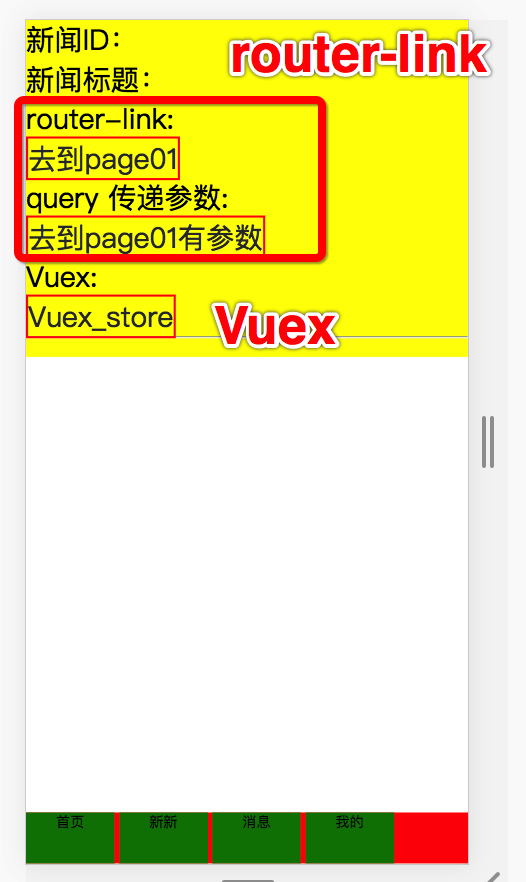 新闻ID：
router-link
新闻标题：
router-link:
去到page01
query 传递参数:
去到page01有参数
Vuex:
Vuex_store
Vuex
首页
新新
消息
我的